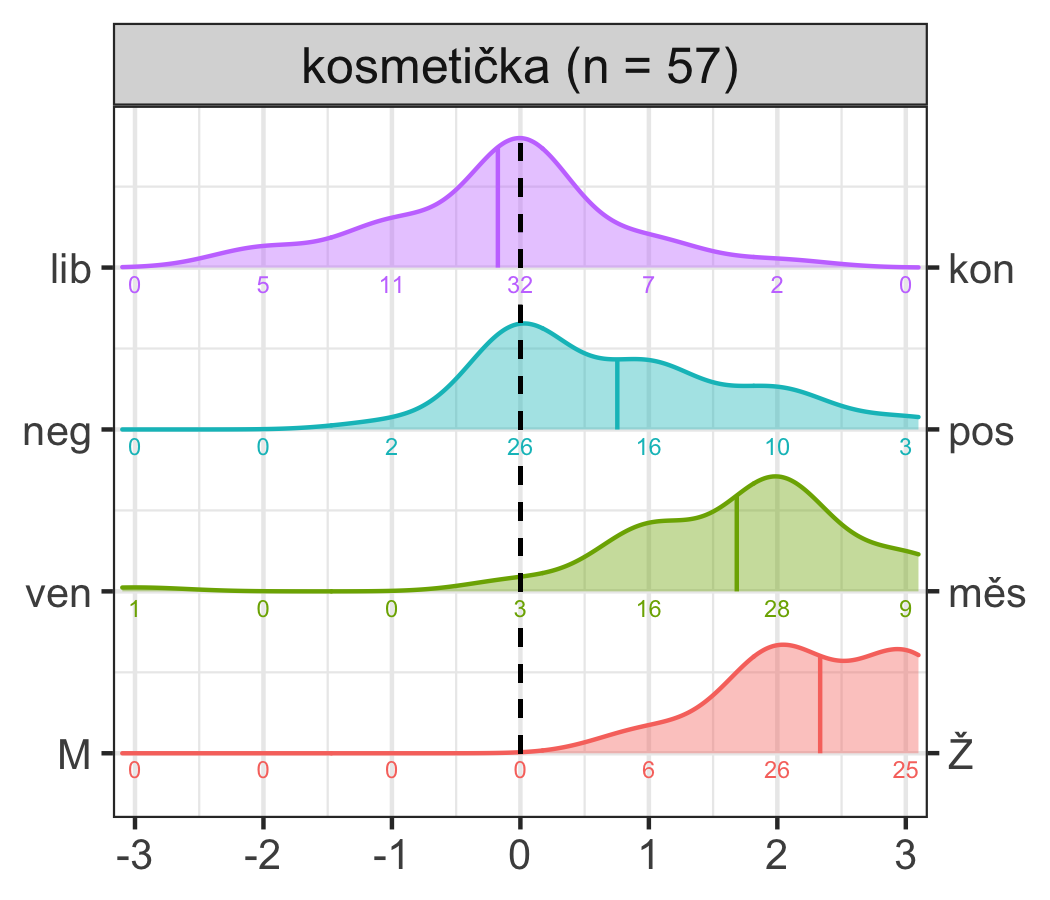 kosmetička (n = 57)
lib kon
0 5 11 32 7 2 0
neg pos
0 0 2 26 16 10 3
ven měs
1 0 0 3 16 28 9
M Ž
0 0 0 0 6 26 25
-3 -2 -1 0 1 2 3